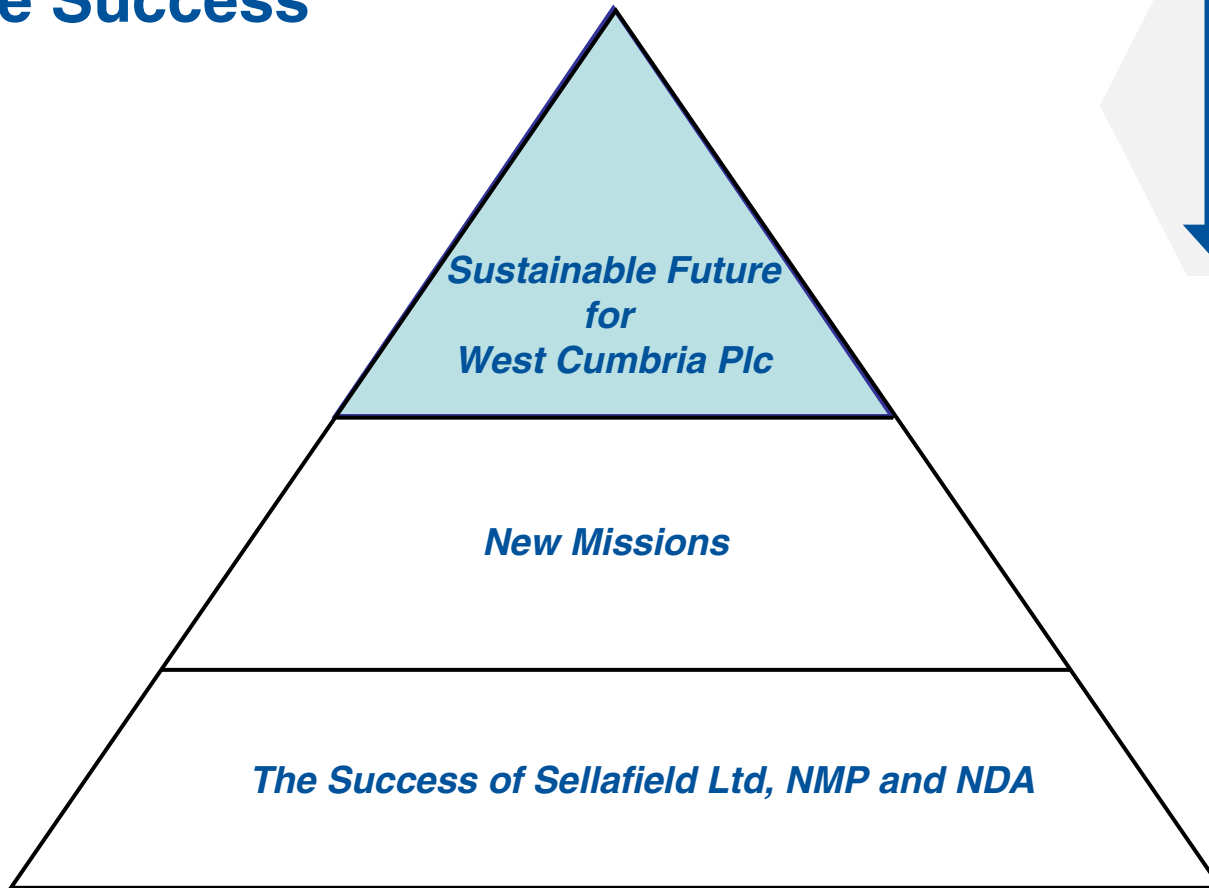 e Success
Sustainable Future
for
West Cumbria Plc
New Missions
The Success of Sellafield Ltd, NMP and NDA